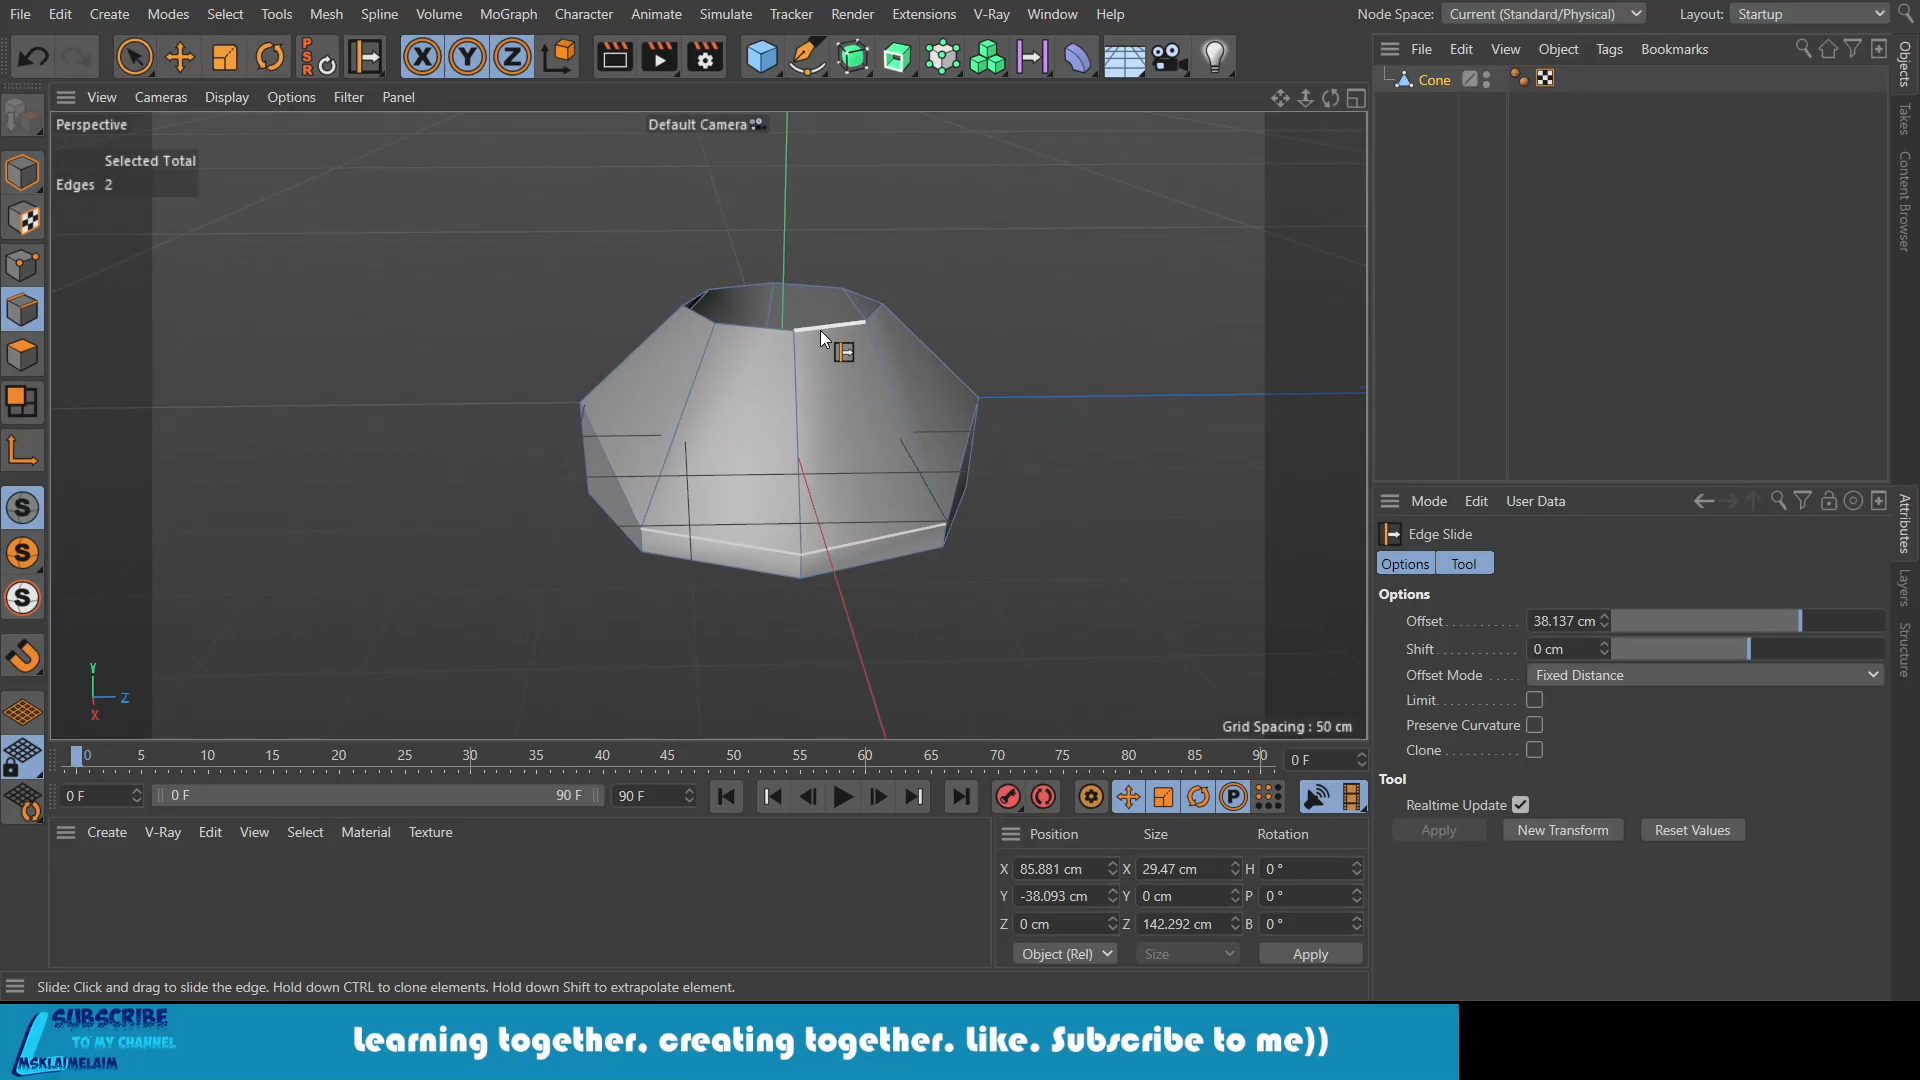 File Edit Create Modes Select Tools Mesh Spline Volume MoGraph Character Animate Simulate Tracker Render Extensions V-Ray Window Help Node Space: Current (Standard/Physical) Layout: Startup
PSR X Y Z
File Edit View Object Tags Bookmarks
Cone
View Cameras Display Options Filter Panel
Perspective Default Camera
Selected Total
Edges 2
Objects
Takes
Content Browser
Mode Edit User Data
Edge Slide
Options Tool
Options
Offset 38.137 cm
Shift 0 cm
Offset Mode Fixed Distance
Limit
Preserve Curvature
Clone
Tool
Realtime Update
Apply New Transform Reset Values
Attributes
Layers
Structure
S
S
S
Y
Z
X
Grid Spacing : 50 cm
0 5 10 15 20 25 30 35 40 45 50 55 60 65 70 75 80 85 90 0 F
0 F 0 F 90 F 90 F
P
Create V-Ray Edit View Select Material Texture
Position Size Rotation
X 85.881 cm X 29.47 cm H 0 °
Y -38.093 cm Y 0 cm P 0 °
Z 0 cm Z 142.292 cm B 0 °
Object (Rel) Size Apply
Slide: Click and drag to slide the edge. Hold down CTRL to clone elements. Hold down Shift to extrapolate element.
SUBSCRIBE
TO MY CHANNEL
MSKLAIMELAIM
Learning together, creating together. Like. Subscribe to me))